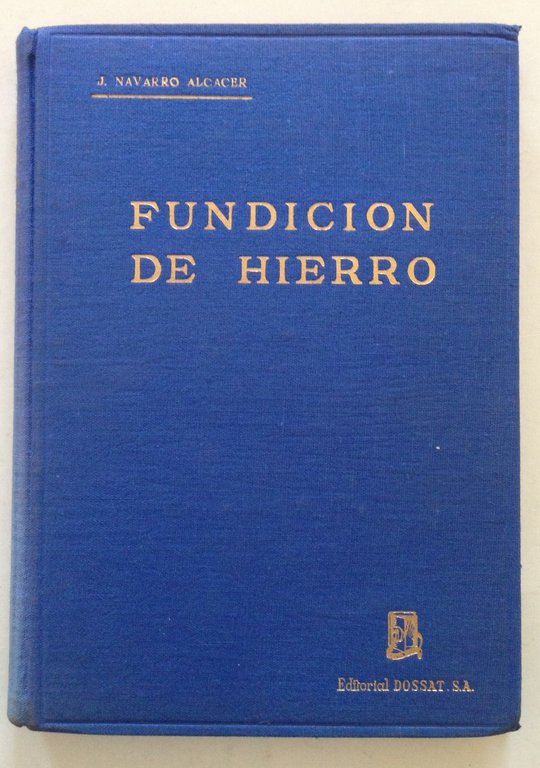 J. NAVARRO ALCACER
FUNDICION
DE HIERRO
Editorial DOSSAT. S.A.